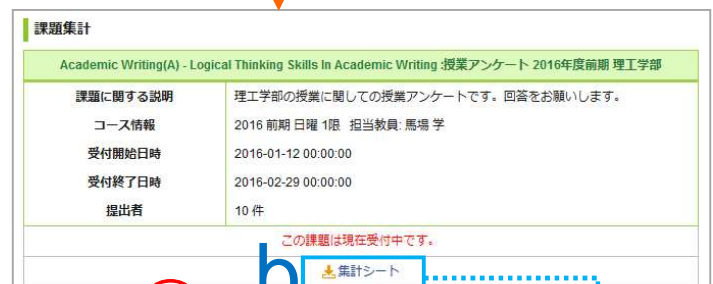 課題集計
Academic Writing(A) - Logical Thinking Skills In Academic Writing :授業アンケート 2016年度前期 理工学部
課題に関する説明 理工学部の授業に関しての授業アンケートです。回答をお願いします。
コース情報 2016 前期 日曜 1限 担当教員: 馬場 学
受付開始日時 2016-01-12 00:00:00
受付終了日時 2016-02-29 00:00:00
提出者 10 件
この課題は現在受付中です。
b 集計シート